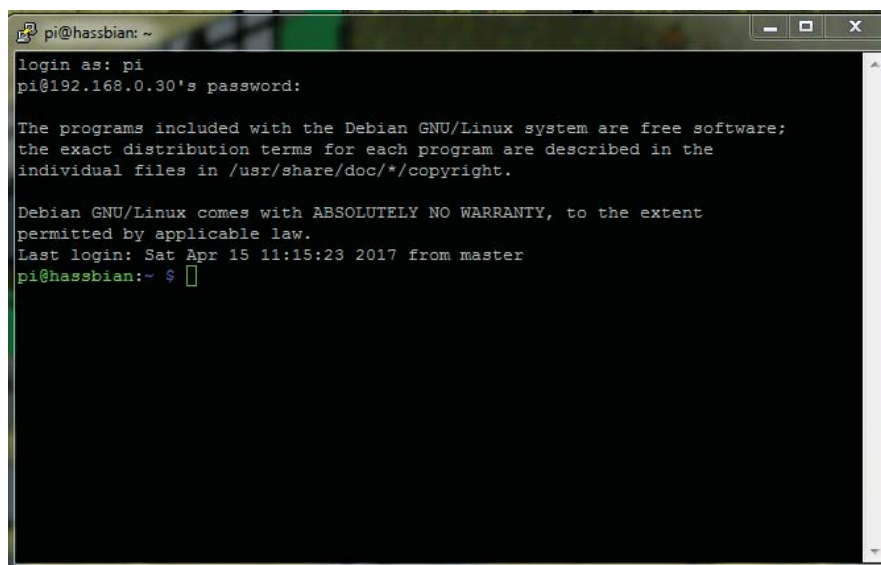 pi@hassbian: ~
login as: pi
pi@192.168.0.30's password:
The programs included with the Debian GNU/Linux system are free software;
the exact distribution terms for each program are described in the
individual files in /usr/share/doc/*/copyright.
Debian GNU/Linux comes with ABSOLUTELY NO WARRANTY, to the extent
permitted by applicable law.
Last login: Sat Apr 15 11:15:23 2017 from master
pi@hassbian:~ $